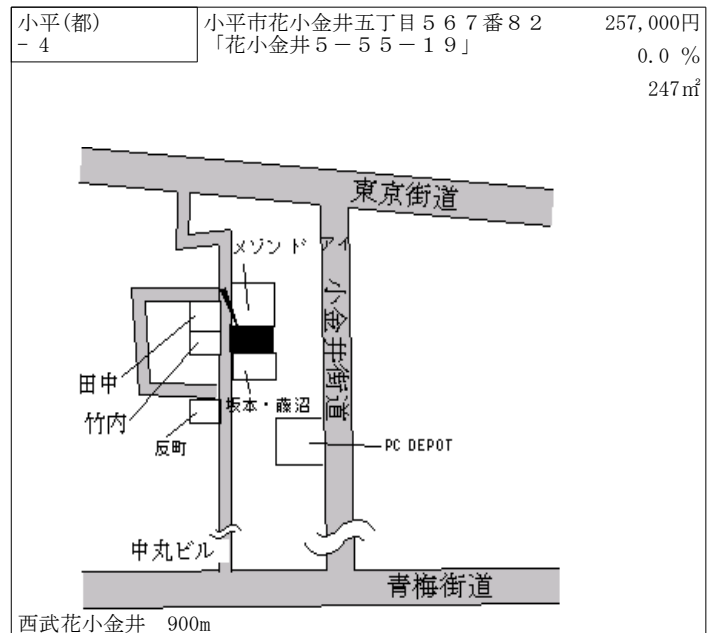 小平(都)
- 4
小平市花小金井五丁目５６７番８２
「花小金井５－５５－１９」
257,000円
0.0 %
247㎡
東京街道
メゾンド アイ
小金井街道
田中
竹内
坂本・藤沼
反町
PC DEPOT
中丸ビル
青梅街道
西武花小金井 900m